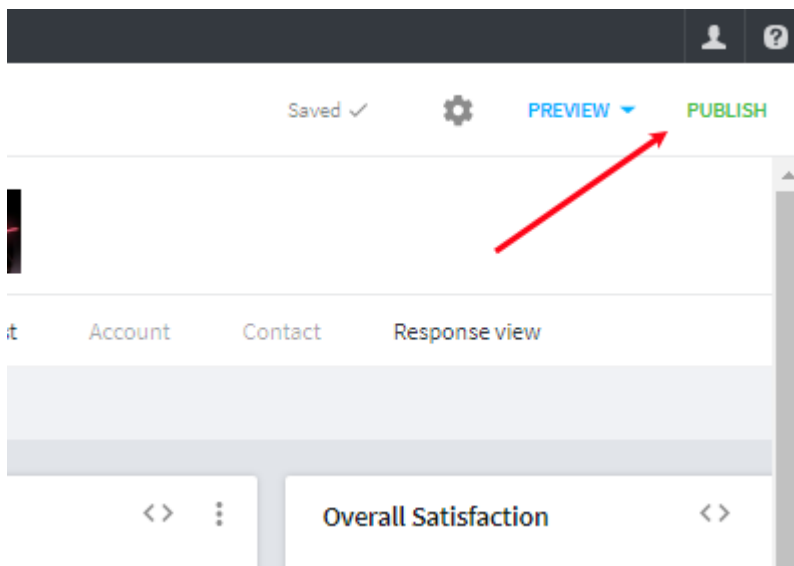 Saved
PREVIEW
PUBLISH
Account
Contact
Response view
Overall Satisfaction